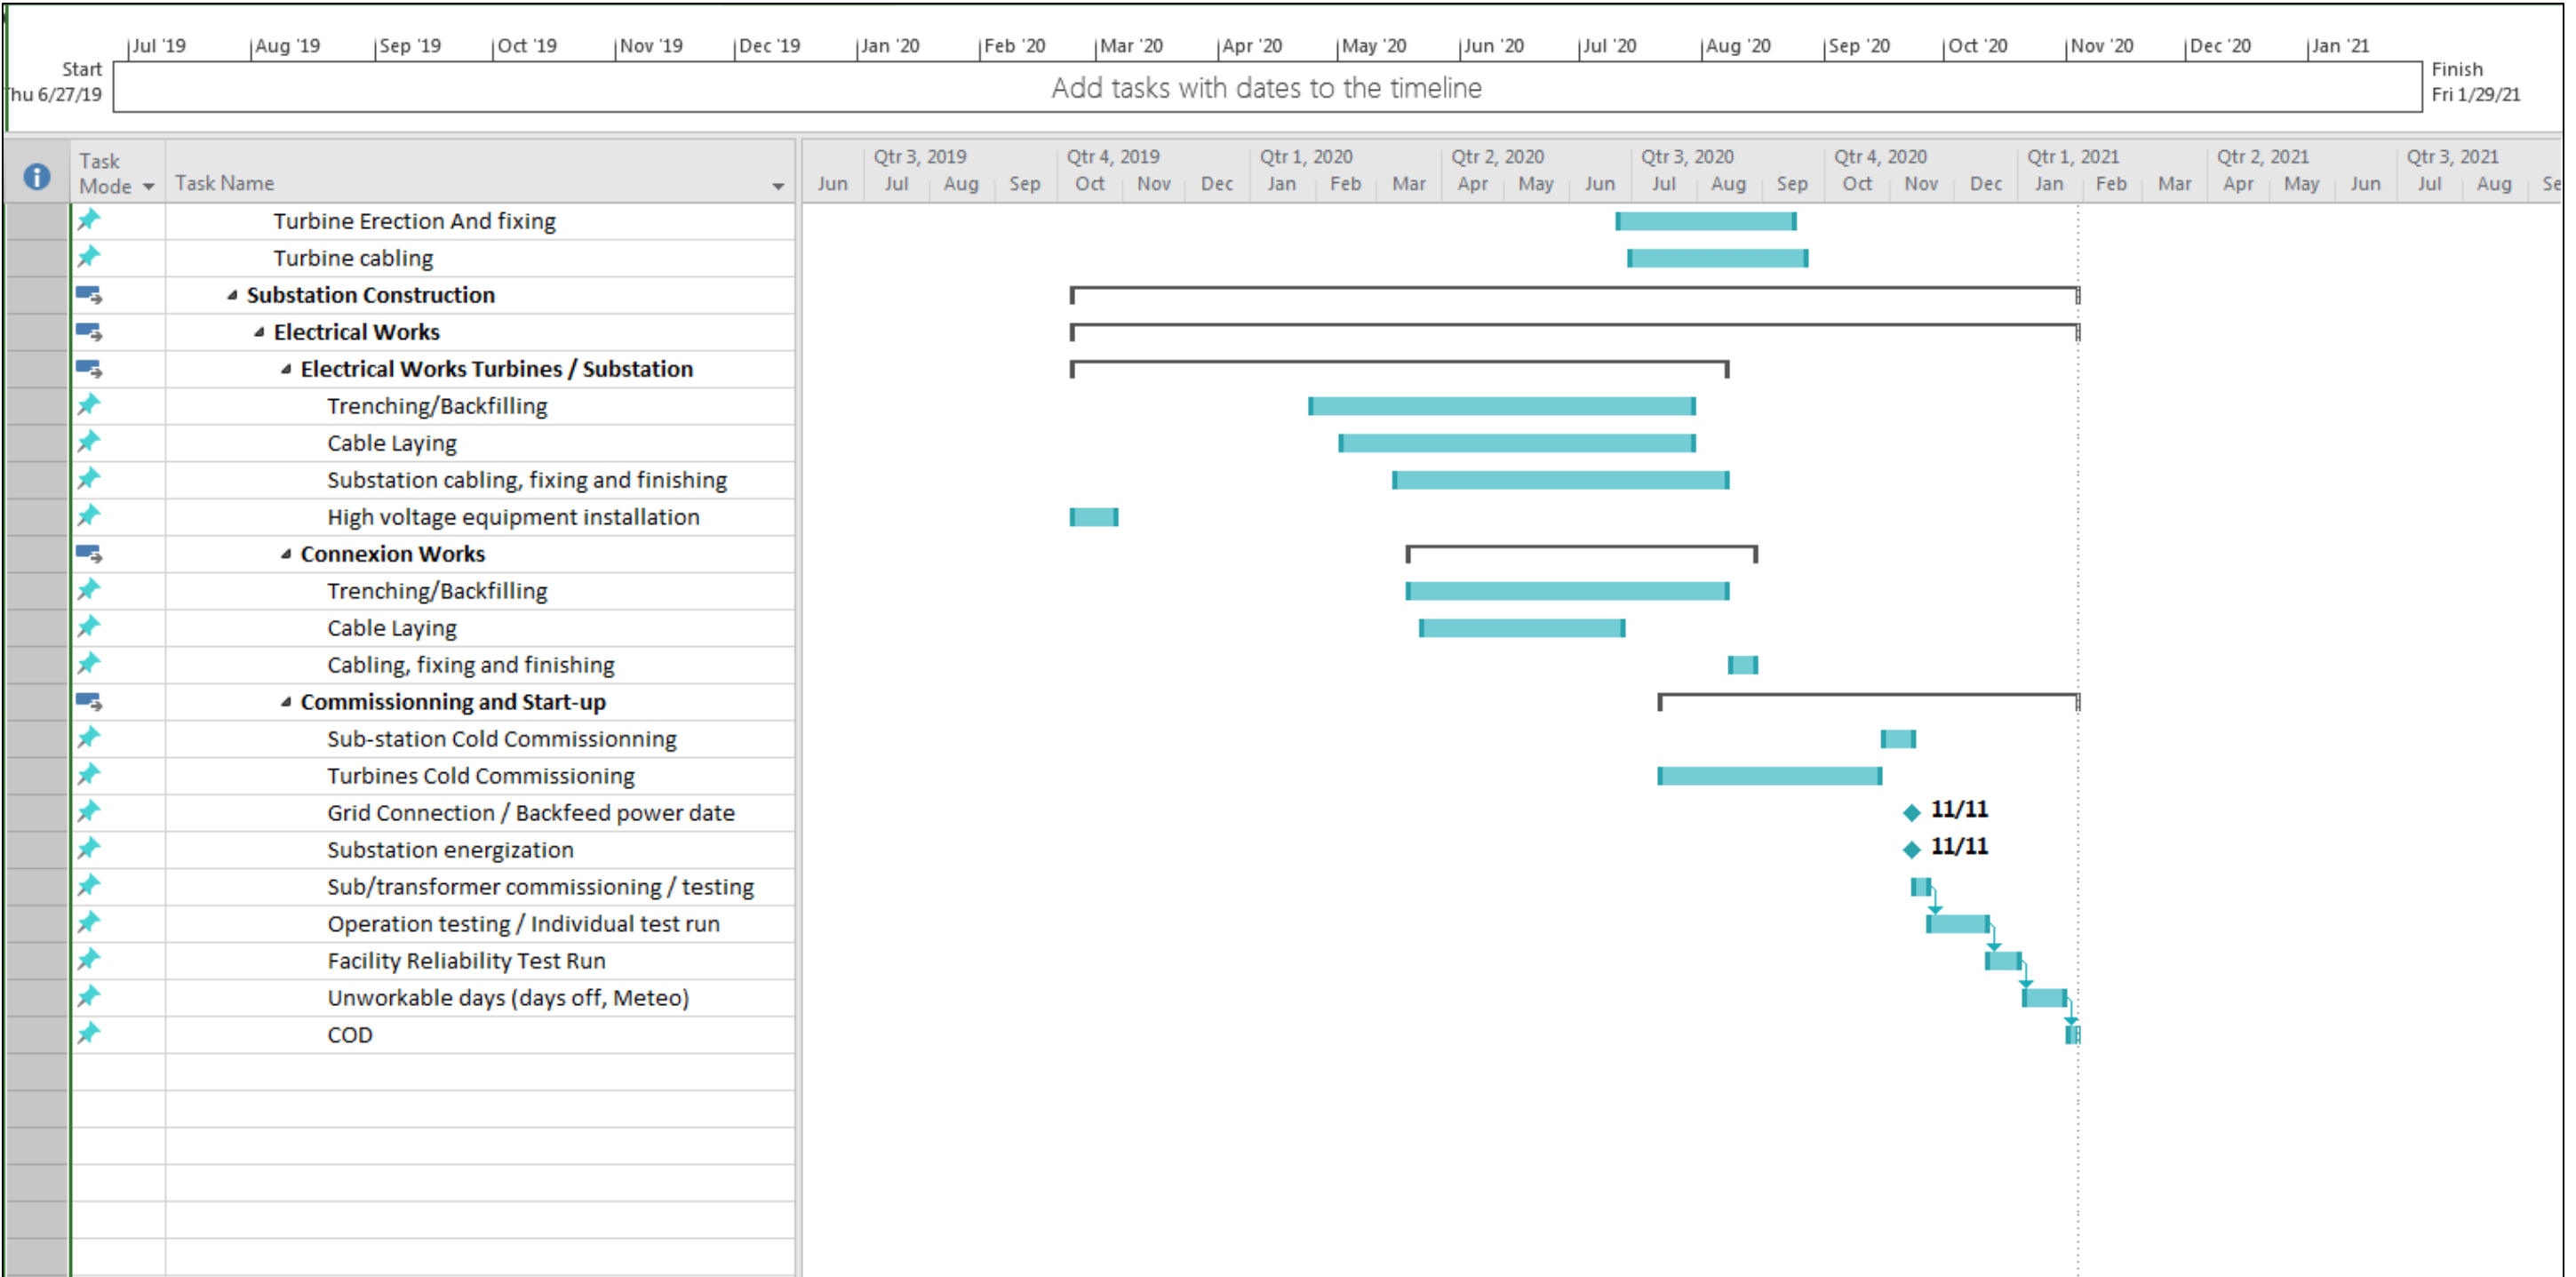 Jul '19 Aug '19 Sep '19 Oct '19 Nov '19 Dec '19 Jan '20 Feb '20 Mar '20 Apr '20 May '20 Jun '20 Jul '20 Aug '20 Sep '20 Oct '20 Nov '20 Dec '20 Jan '21
Start
Thu 6/27/19
Add tasks with dates to the timeline
Finish
Fri 1/29/21
Task Mode
Task Name
Qtr 3, 2019 Qtr 4, 2019 Qtr 1, 2020 Qtr 2, 2020 Qtr 3, 2020 Qtr 4, 2020 Qtr 1, 2021 Qtr 2, 2021 Qtr 3, 2021
Jun Jul Aug Sep Oct Nov Dec Jan Feb Mar Apr May Jun Jul Aug Sep Oct Nov Dec Jan Feb Mar Apr May Jun Jul Aug Se
Turbine Erection And fixing
Turbine cabling
Substation Construction
Electrical Works
Electrical Works Turbines / Substation
Trenching/Backfilling
Cable Laying
Substation cabling, fixing and finishing
High voltage equipment installation
Connexion Works
Trenching/Backfilling
Cable Laying
Cabling, fixing and finishing
Commissionning and Start-up
Sub-station Cold Commissionning
Turbines Cold Commissioning
Grid Connection / Backfeed power date 11/11
Substation energization 11/11
Sub/transformer commissioning / testing
Operation testing / Individual test run
Facility Reliability Test Run
Unworkable days (days off, Meteo)
COD